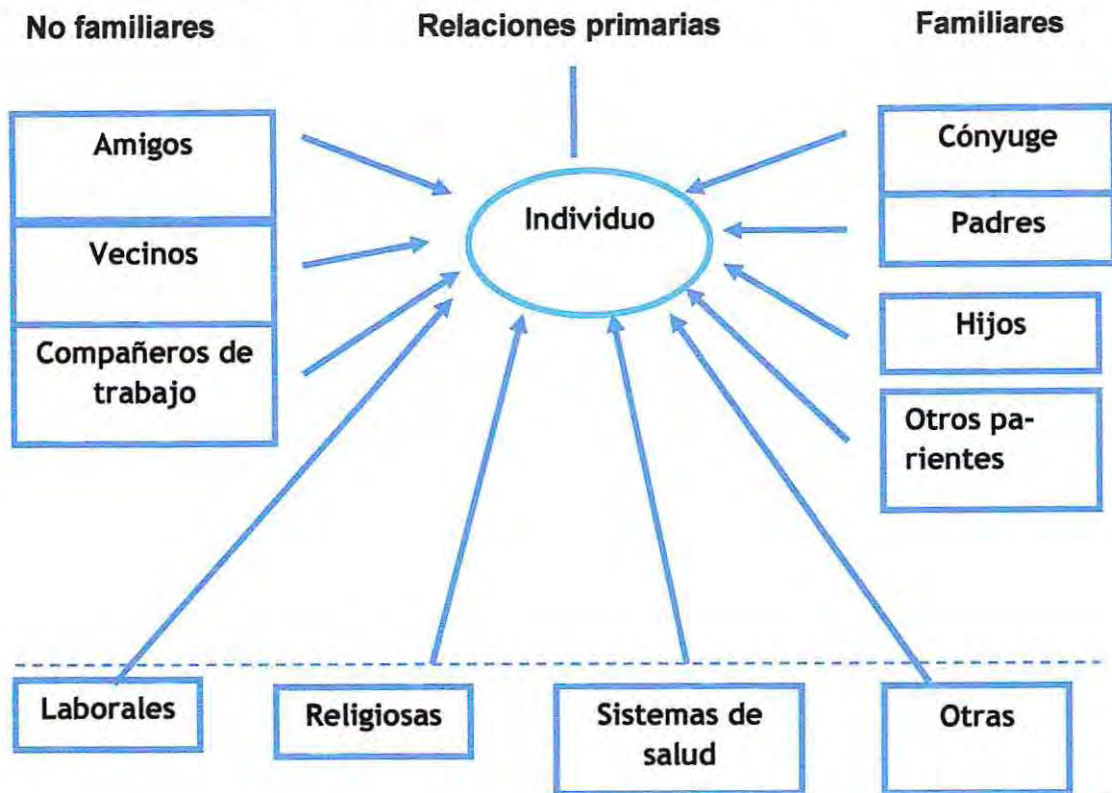 No familiares
Relaciones primarias
Familiares
Amigos
Vecinos
Compañeros de
trabajo
Individuo
Cónyuge
Padres
Hijos
Otros pa-
rientes
Laborales
Religiosas
Sistemas de
salud
Otras